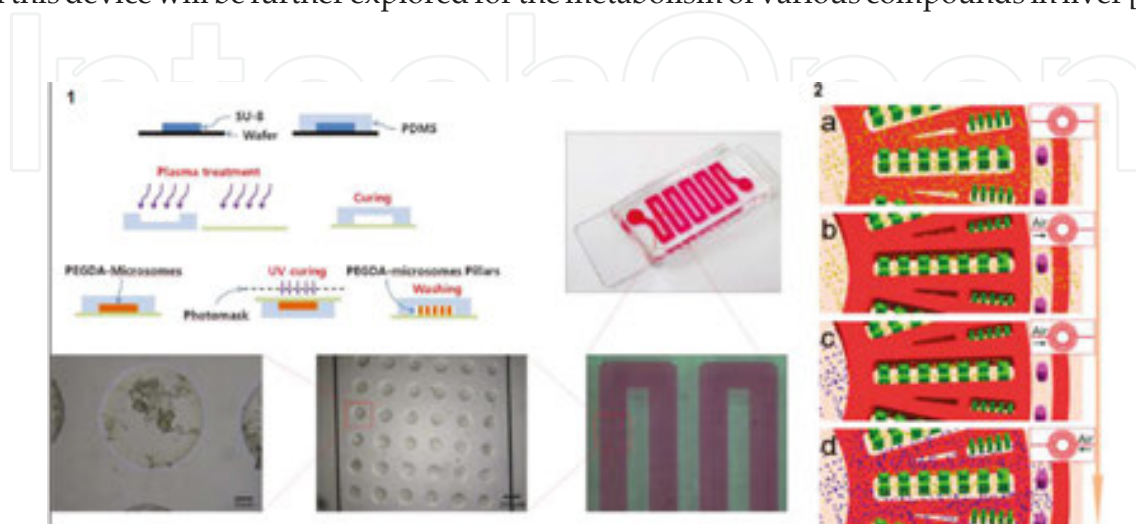 this device will be further explored for the metabolism of various compounds in liver [
IntechOpen
1
SU-8
Wafer
PDMS
Plasma treatment
Curing
PEGDA-Microsomes
UV curing
PEGDA-microsomes Pillars
Washing
Photomask
2
a
b
Air
c
Air
d
Air